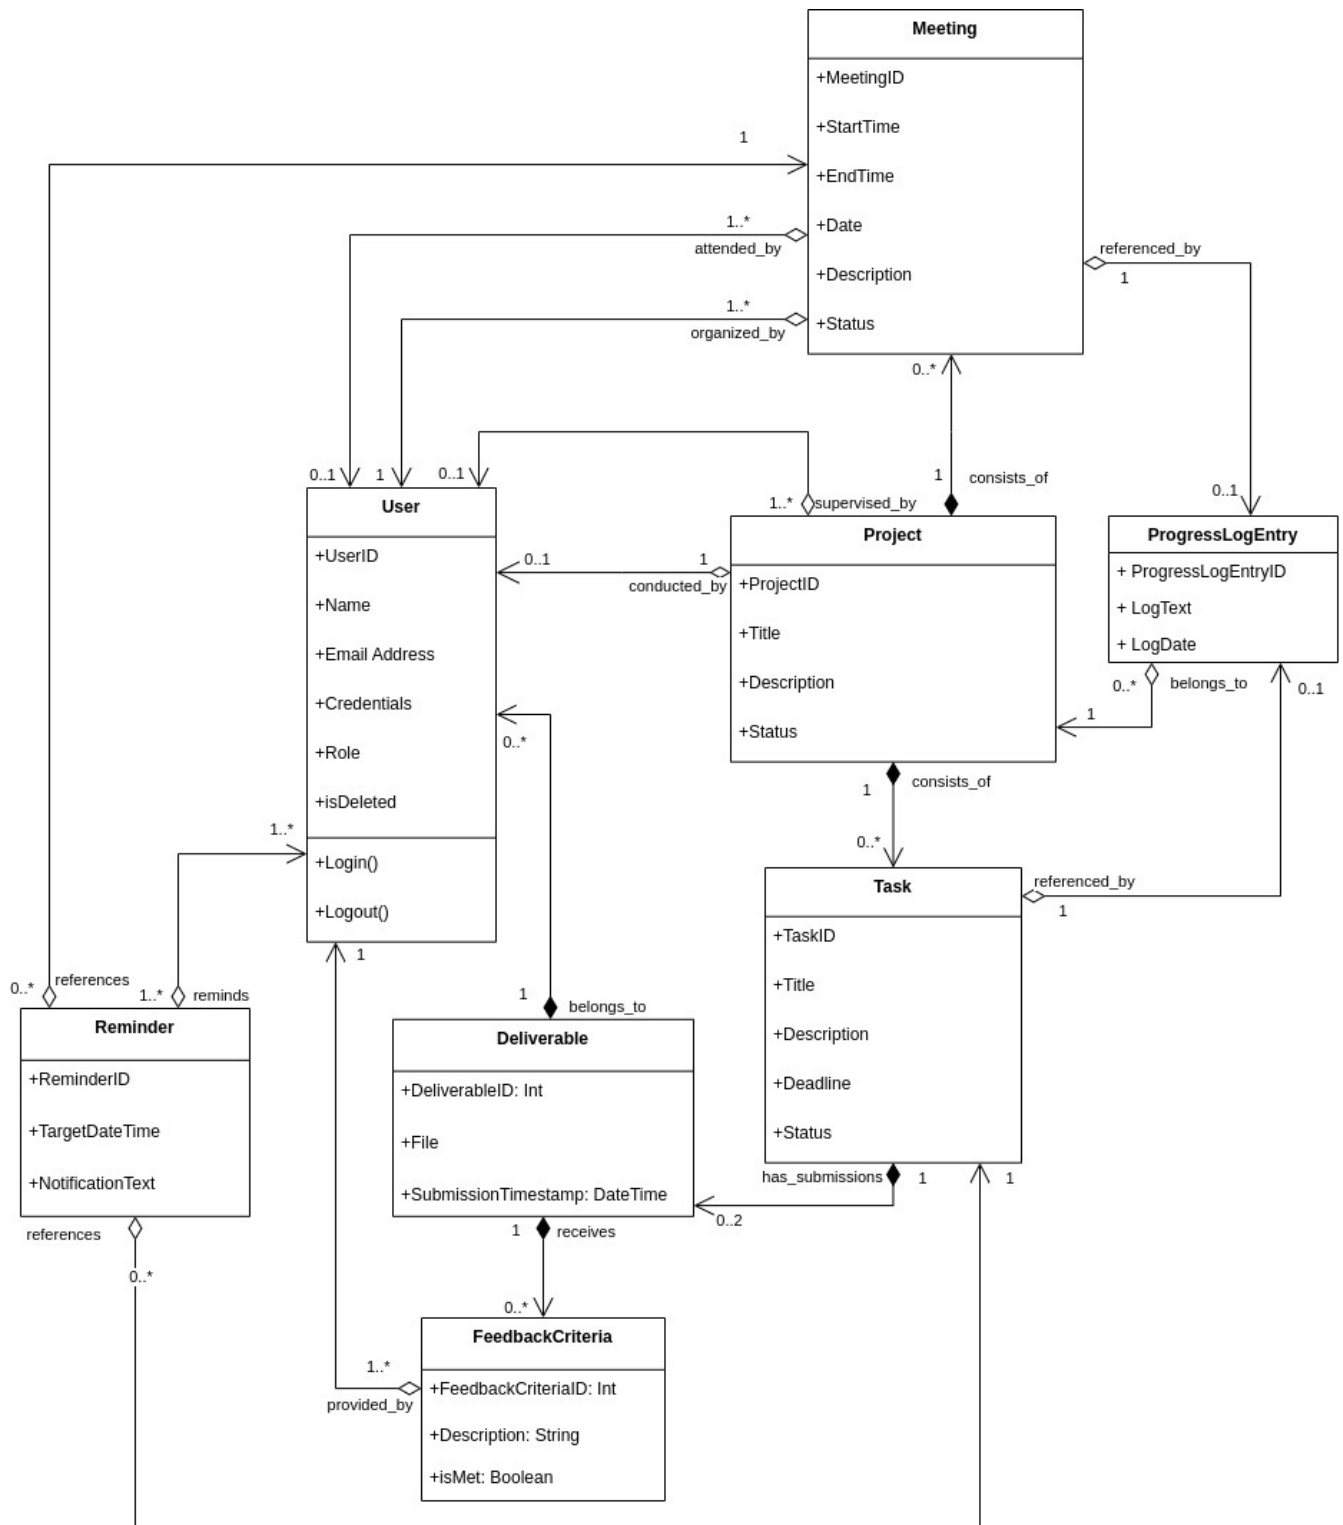 Meeting
+MeetingID
+StartTime
+EndTime
+Date
+Description
+Status
1
1..*
attended_by
1..*
organized_by
referenced_by
1
0..*
0..1
1
0..1
1
consists_of
0..1
1..*
supervised_by
User
+UserID
+Name
+Email Address
+Credentials
+Role
+isDeleted
+Login()
+Logout()
0..1
1
conducted_by
Project
+ProjectID
+Title
+Description
+Status
ProgressLogEntry
+ ProgressLogEntryID
+ LogText
+ LogDate
0..*
belongs_to
0..1
1
0..*
1
consists_of
0..*
1..*
Task
+TaskID
+Title
+Description
+Deadline
+Status
referenced_by
1
1
0..*
references
1..*
reminds
1
belongs_to
Reminder
+ReminderID
+TargetDateTime
+NotificationText
Deliverable
+DeliverableID: Int
+File
+SubmissionTimestamp: DateTime
has_submissions
1
1
0..2
references
0..*
1
receives
0..*
FeedbackCriteria
+FeedbackCriteriaID: Int
+Description: String
+isMet: Boolean
1..*
provided_by